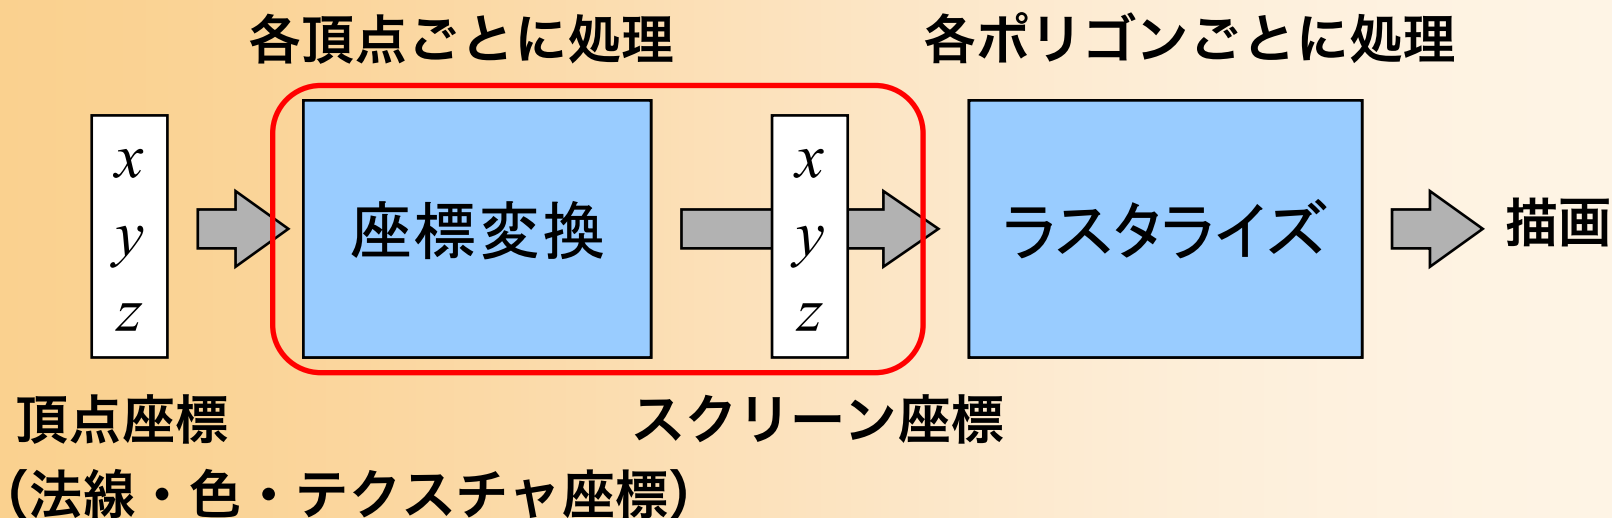 各頂点ごとに処理
各ポリゴンごとに処理
x
y
z
座標変換
x
y
z
ラスタライズ
描画
頂点座標
(法線・色・テクスチャ座標)
スクリーン座標